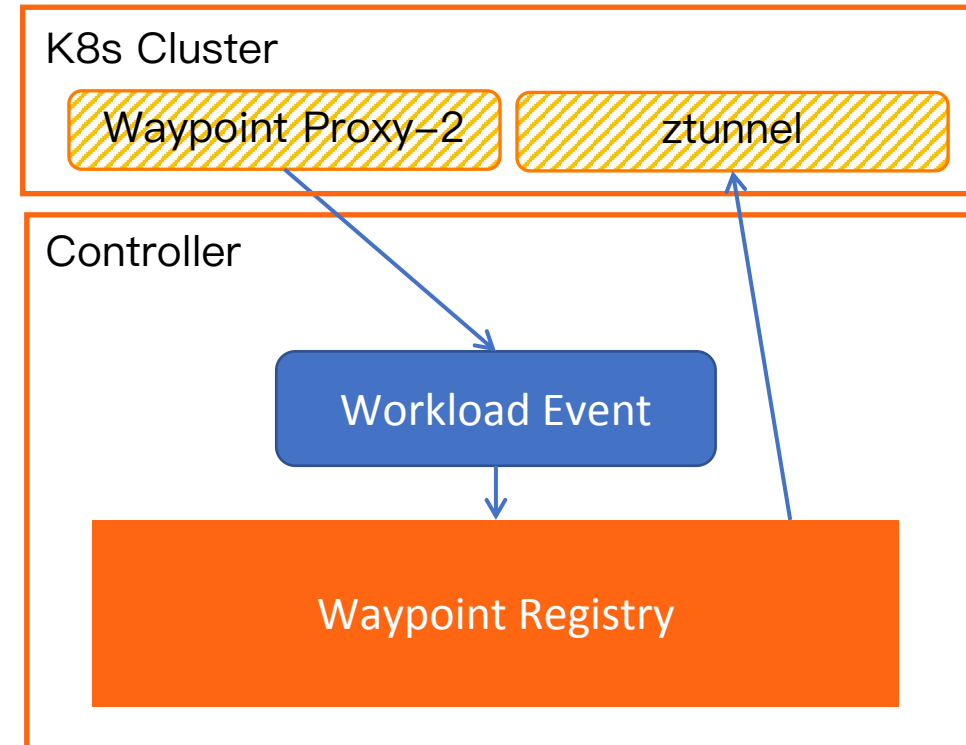 K8s Cluster
Waypoint Proxy-2
ztunnel
Controller
Workload Event
Waypoint Registry